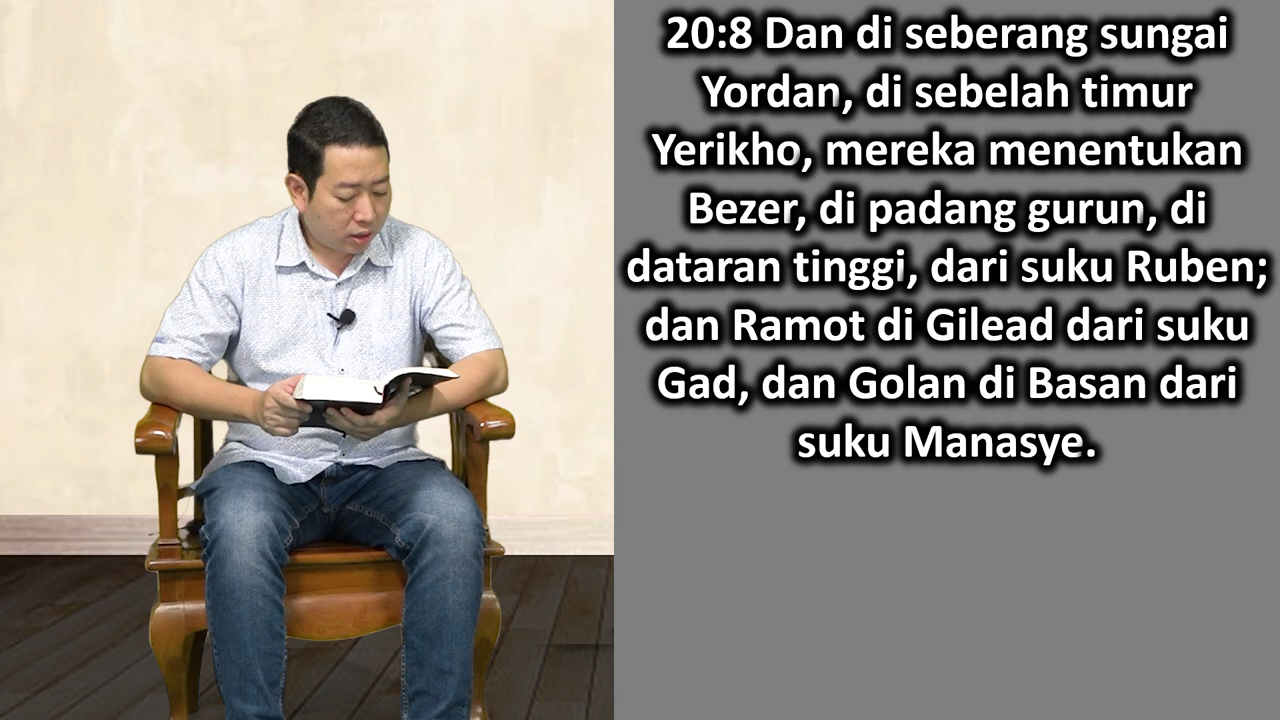 20:8 Dan di seberang sungai
Yordan, di sebelah timur
Yerikho, mereka menentukan
Bezer, di padang gurun, di
dataran tinggi, dari suku Ruben;
dan Ramot di Gilead dari suku
Gad, dan Golan di Basan dari
suku Manasye.